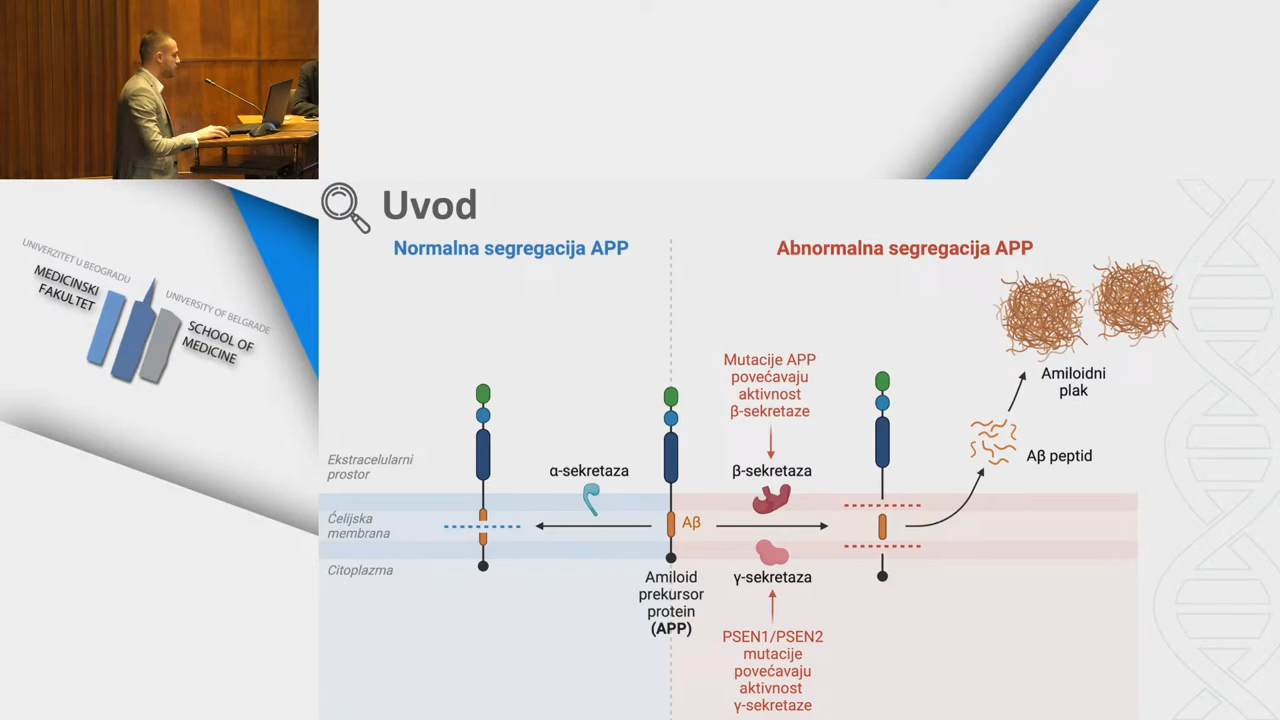 UNIVERZITET U BEOGRADU
MEDICINSKI
FAKULTET
UNIVERSITY OF BELGRADE
SCHOOL OF
MEDICINE
Uvod
Normalna segregacija APP
Abnormalna segregacija APP
Mutacije APP
povećavaju
aktivnost
β-sekretaze
Amiloidni
plak
Ekstracelularni
prostor
α-sekretaza
β-sekretaza
Aβ peptid
Ćelijska
membrana
Aβ
Citoplazma
Amiloid
prekursor
protein
(APP)
γ-sekretaza
PSEN1/PSEN2
mutacije
povećavaju
aktivnost
γ-sekretaze